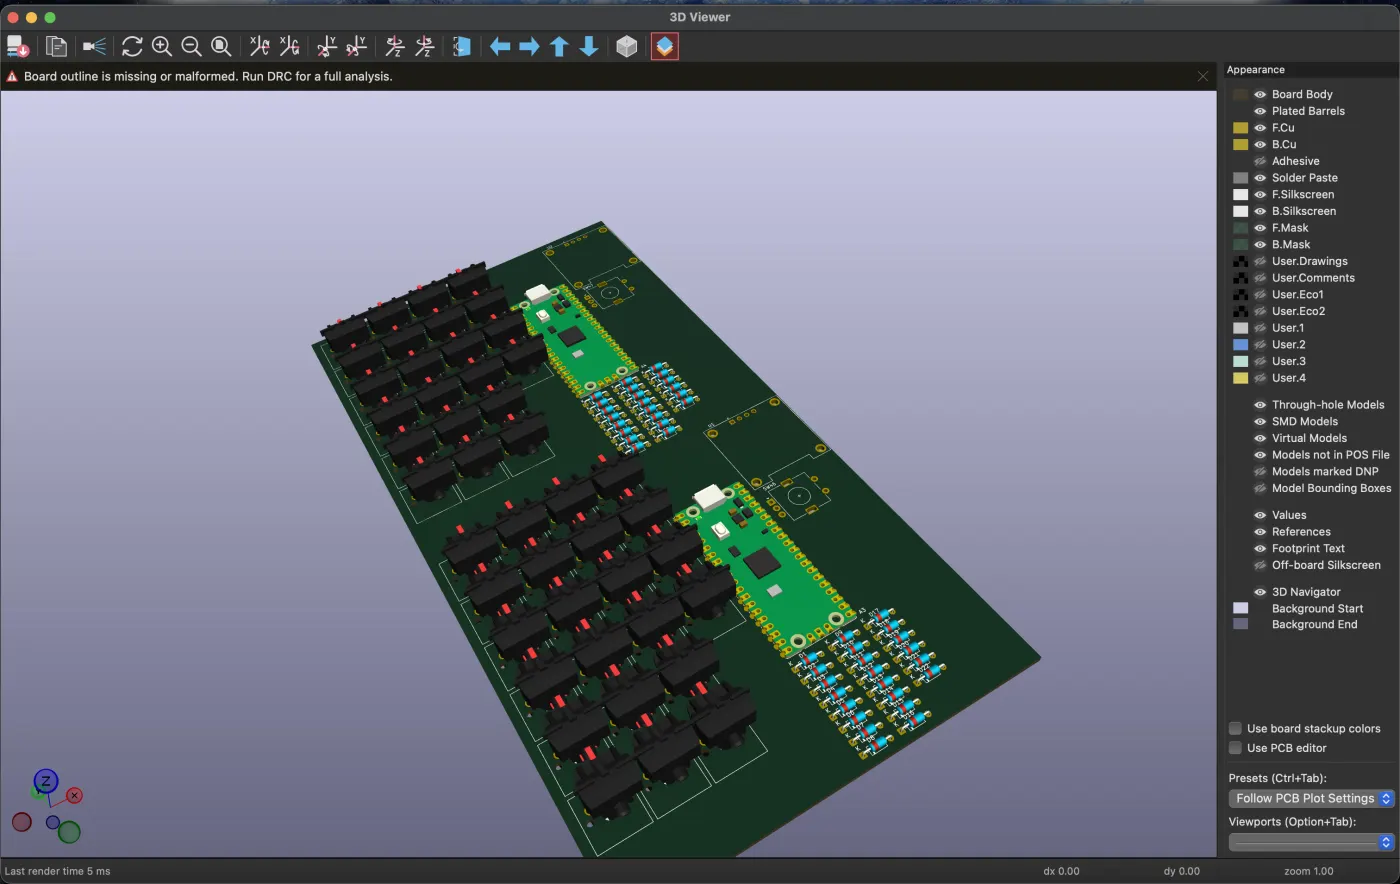 3D Viewer
Board outline is missing or malformed. Run DRC for a full analysis.
Appearance
Board Body
Plated Barrels
F.Cu
B.Cu
Adhesive
Solder Paste
F.Silkscreen
B.Silkscreen
F.Mask
B.Mask
User.Drawings
User.Comments
User.Eco1
User.Eco2
User.1
User.2
User.3
User.4
Through-hole Models
SMD Models
Virtual Models
Models not in POS File
Models marked DNP
Model Bounding Boxes
Values
References
Footprint Text
Off-board Silkscreen
3D Navigator
Background Start
Background End
Use board stackup colors
Use PCB editor
Presets (Ctrl+Tab):
Follow PCB Plot Settings
Viewports (Option+Tab):
Z
X
Last render time 5 ms
dx 0.00
dy 0.00
zoom 1.00